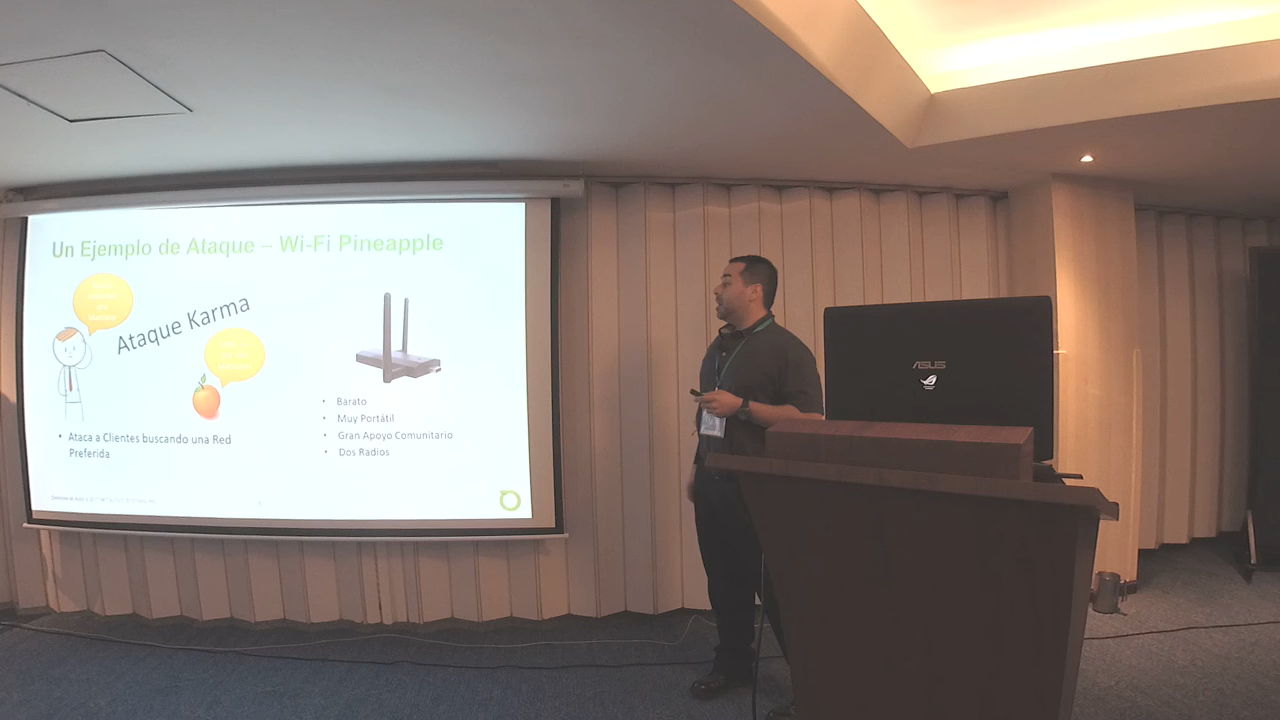 Un Ejemplo de Ataque – Wi-Fi Pineapple
Ataque Karma
• Ataca a Clientes buscando una Red
Preferida
• Barato
• Muy Portátil
• Gran Apoyo Comunitario
• Dos Radios
ASUS